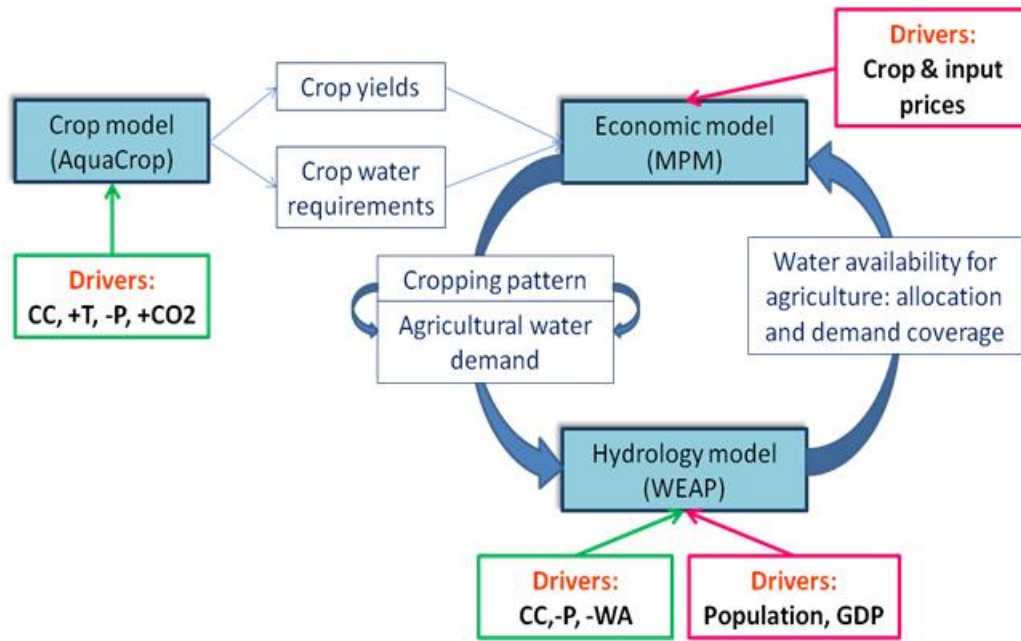 Drivers:
Crop & input
prices
Crop yields
Crop model
(AquaCrop)
Economic model
(MPM)
Crop water
requirements
Drivers:
CC, +T, -P, +CO2
Cropping pattern
Agricultural water
demand
Water availability for
agriculture: allocation
and demand coverage
Hydrology model
(WEAP)
Drivers:
CC,-P, -WA
Drivers:
Population, GDP